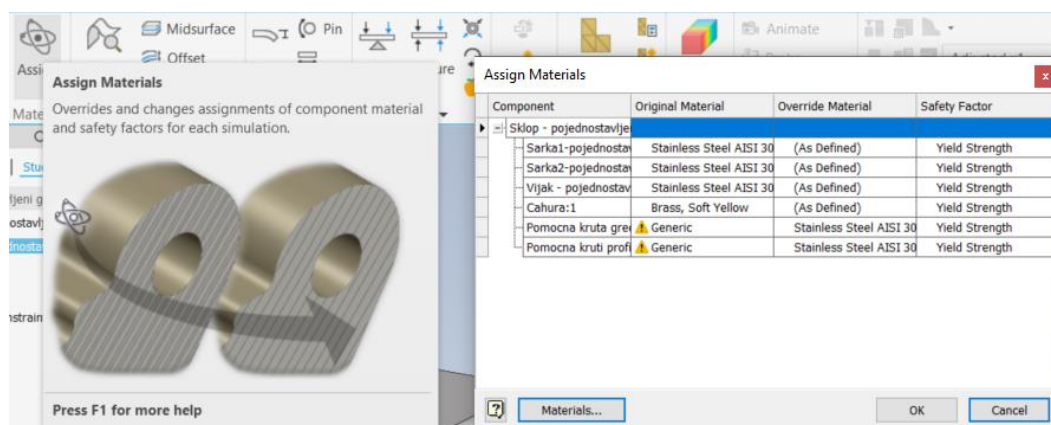 Midsurface
Pin
Animate
Offset
Assign Materials
Overrides and changes assignments of component material
and safety factors for each simulation.
Press F1 for more help
Assign Materials
x
Component Original Material Override Material Safety Factor
Sklop - pojednostavlje
Sarka1-pojednosta Stainless Steel AISI 30 (As Defined) Yield Strength
Sarka2-pojednosta Stainless Steel AISI 30 (As Defined) Yield Strength
Vijak - pojednostav Stainless Steel AISI 30 (As Defined) Yield Strength
Cahura:1 Brass, Soft Yellow (As Defined) Yield Strength
Pomocna kruta gre Generic Stainless Steel AISI 30 Yield Strength
Pomocna kruti profi Generic Stainless Steel AISI 30 Yield Strength
Materials...
OK
Cancel